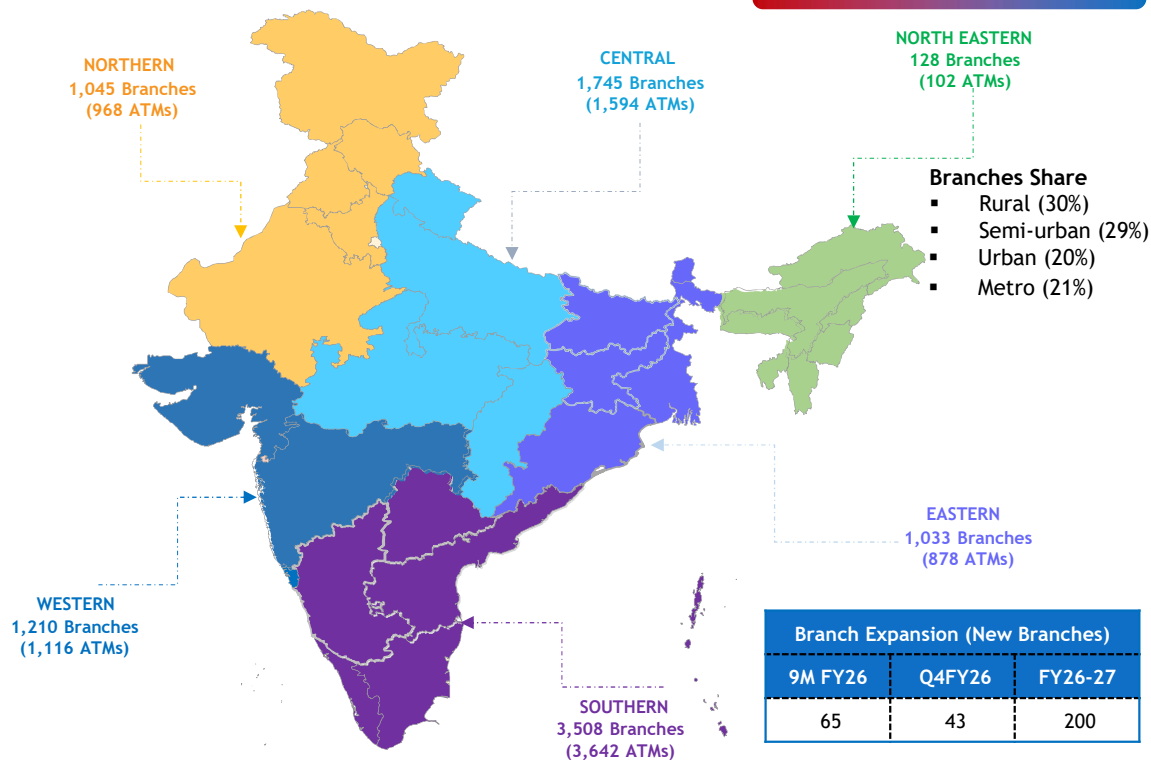 NORTHERN
1,045 Branches
(968 ATMs)
CENTRAL
1,745 Branches
(1,594 ATMs)
NORTH EASTERN
128 Branches
(102 ATMs)
Branches Share
▪ Rural (30%)
▪ Semi-urban (29%)
▪ Urban (20%)
▪ Metro (21%)
EASTERN
1,033 Branches
(878 ATMs)
WESTERN
1,210 Branches
(1,116 ATMs)
SOUTHERN
3,508 Branches
(3,642 ATMs)
Branch Expansion (New Branches)
9M FY26 Q4FY26 FY26-27
65 43 200